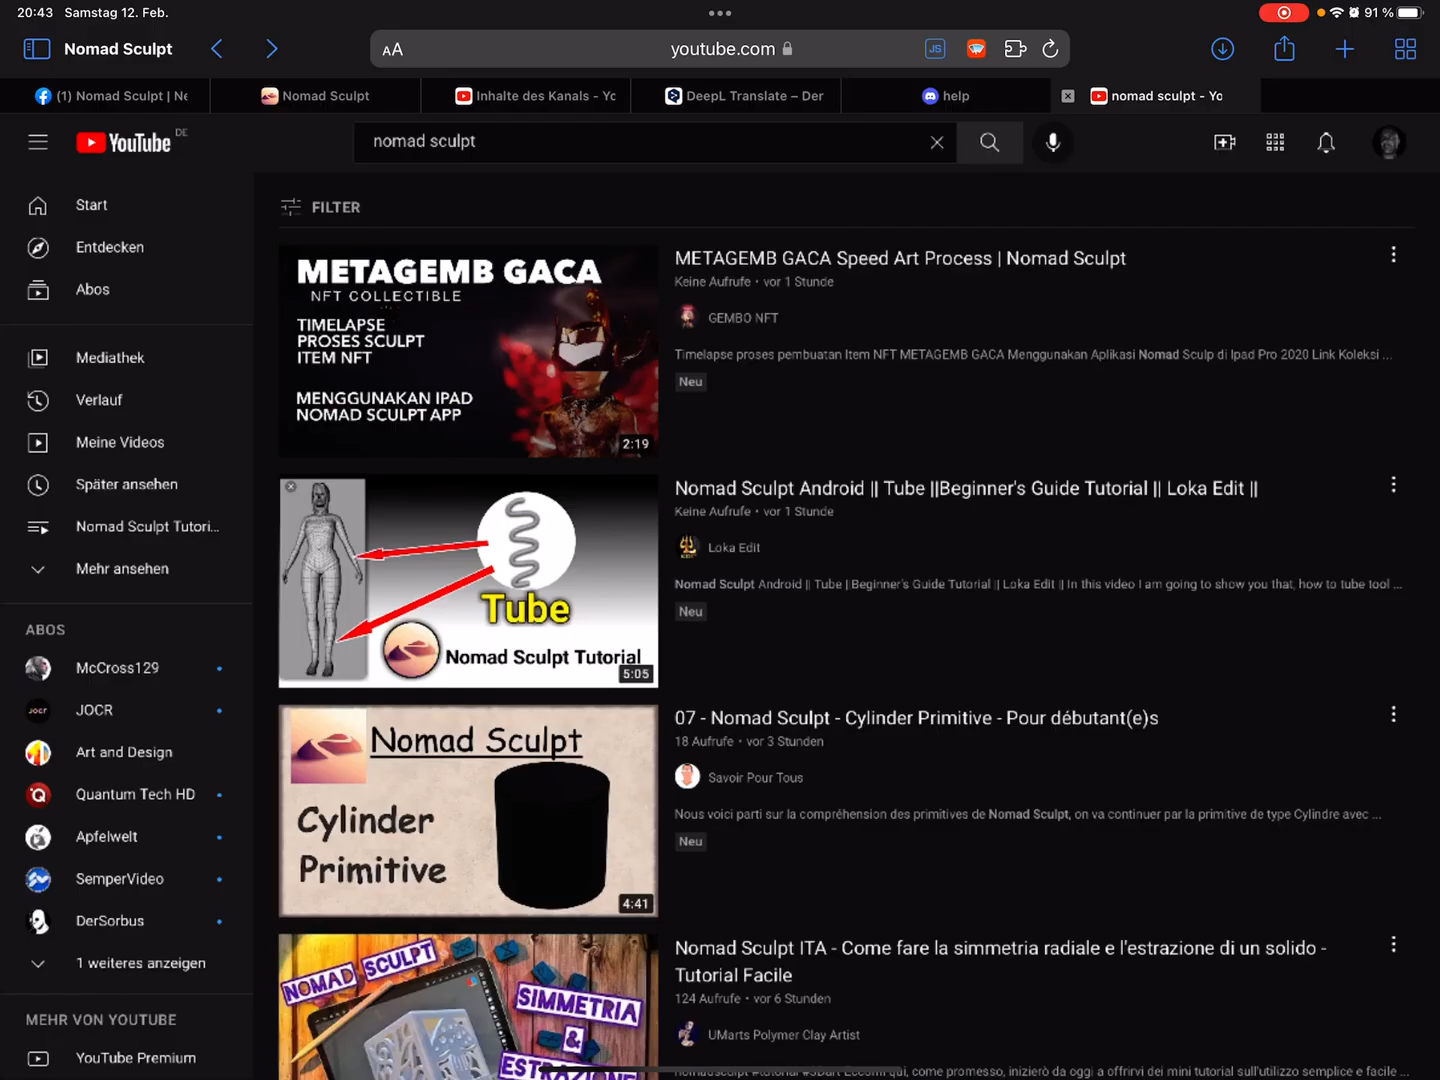 20:43 Samstag 12. Feb.
91 %
Nomad Sculpt
AA
youtube.com
JS
(1) Nomad Sculpt | Ne
Nomad Sculpt
Inhalte des Kanals - Yo
DeepL Translate – Der
help
nomad sculpt - Yo
YouTube DE
nomad sculpt
Start
Entdecken
Abos
Mediathek
Verlauf
Meine Videos
Später ansehen
Nomad Sculpt Tutori...
Mehr ansehen
ABOS
McCross129
JOCR
JOCR
Art and Design
Quantum Tech HD
Apfelwelt
SemperVideo
DerSorbus
1 weiteres anzeigen
MEHR VON YOUTUBE
YouTube Premium
FILTER
METAGEMB GACA
NFT COLLECTIBLE
TIMELAPSE
PROSES SCULPT
ITEM NFT
MENGGUNAKAN IPAD
NOMAD SCULPT APP
2:19
METAGEMB GACA Speed Art Process | Nomad Sculpt
Keine Aufrufe • vor 1 Stunde
GEMBO NFT
Timelapse proses pembuatan Item NFT METAGEMB GACA Menggunakan Aplikasi Nomad Sculp di Ipad Pro 2020 Link Koleksi ...
Neu
Tube
Nomad Sculpt Tutorial
5:05
Nomad Sculpt Android || Tube ||Beginner's Guide Tutorial || Loka Edit ||
Keine Aufrufe • vor 1 Stunde
Loka Edit
Nomad Sculpt Android || Tube ||Beginner's Guide Tutorial || Loka Edit || In this video I am going to show you that, how to tube tool ...
Neu
Nomad Sculpt
Cylinder
Primitive
4:41
07 - Nomad Sculpt - Cylinder Primitive - Pour débutant(e)s
18 Aufrufe • vor 3 Stunden
Savoir Pour Tous
Nous voici parti sur la compréhension des primitives de Nomad Sculpt, on va continuer par la primitive de type Cylindre avec ...
Neu
NOMAD SCULPT
SIMMETRIA
&
ESTRAZIONE
Nomad Sculpt ITA - Come fare la simmetria radiale e l'estrazione di un solido -
Tutorial Facile
124 Aufrufe • vor 6 Stunden
UMarts Polymer Clay Artist
#nomadsculpt #tutorial #3Dart Eccomi qui, come promesso, inizierò da oggi a offrirvi dei mini tutorial sull'utilizzo semplice e facile ...